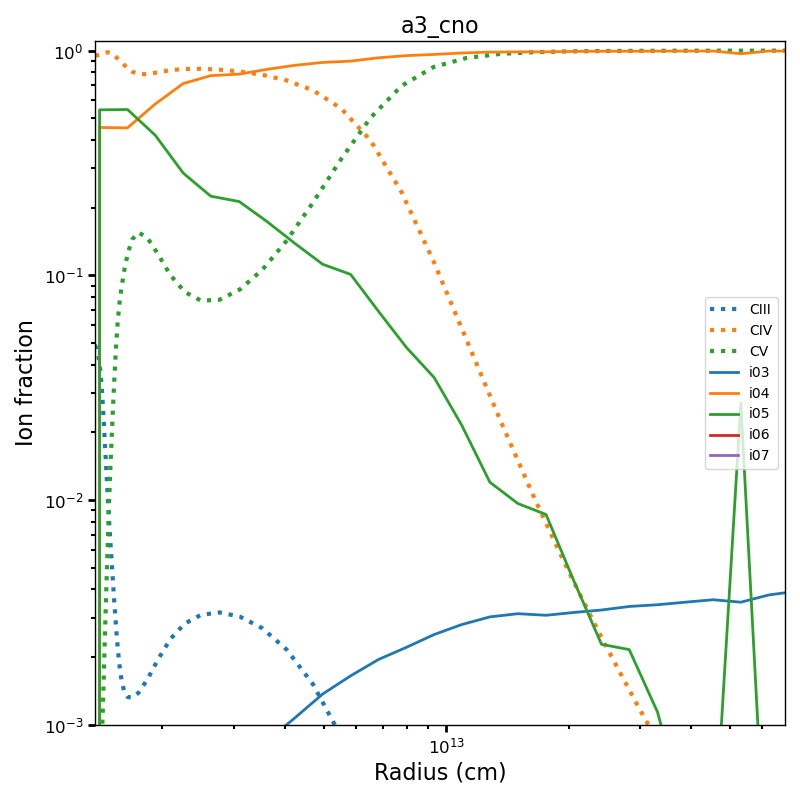 a3_cno
Ion fraction
10⁰
10⁻¹
10⁻²
10⁻³
CIII
CIV
CV
i03
i04
i05
i06
i07
10¹³
Radius (cm)